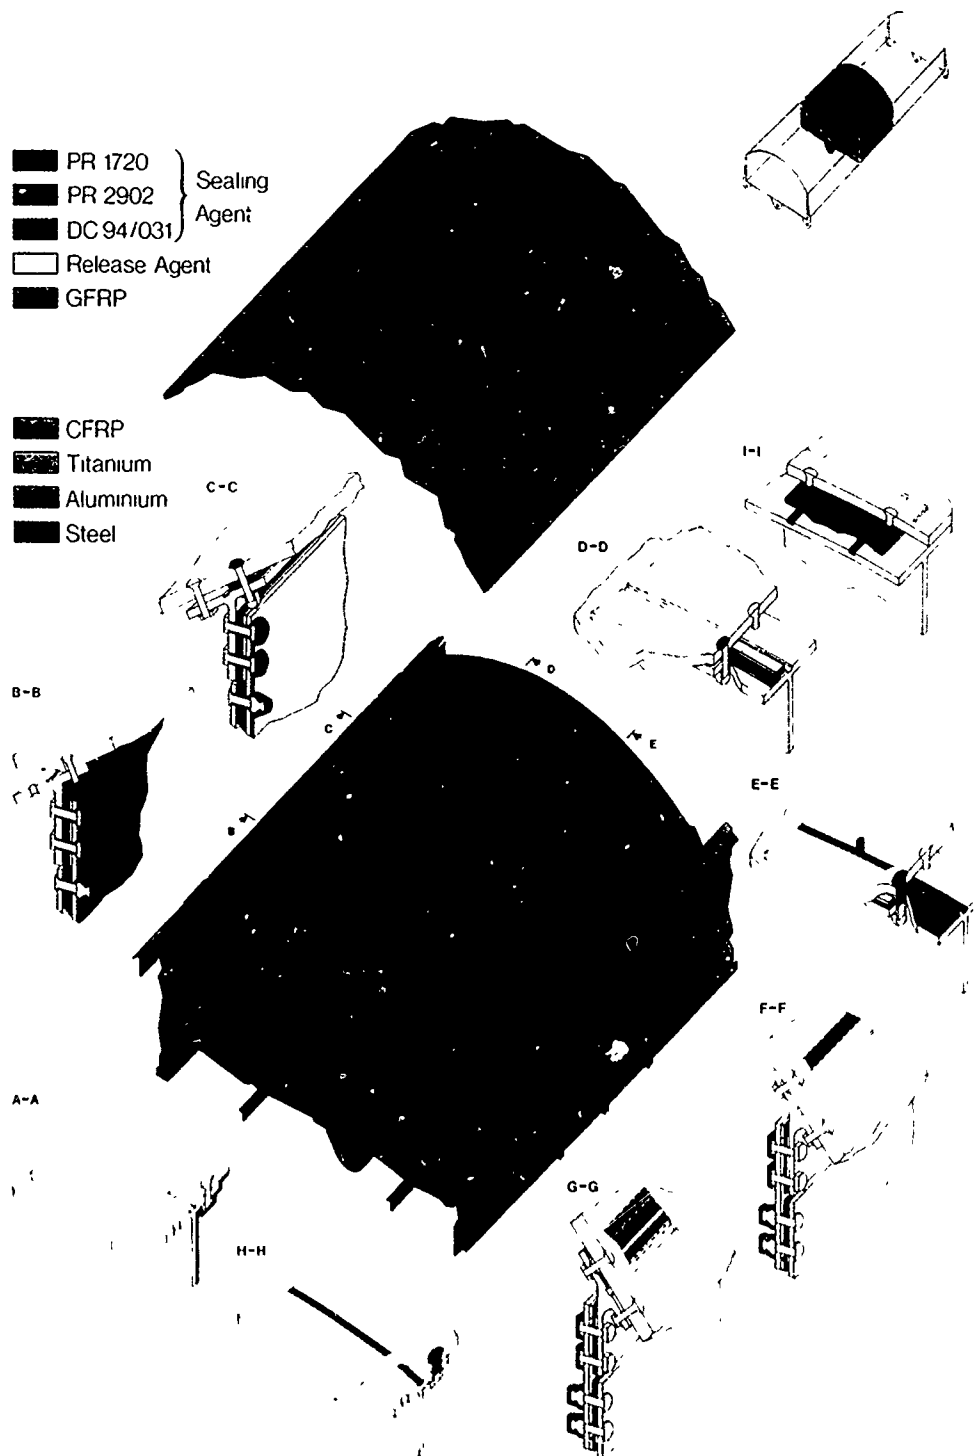 PR 1720
PR 2902
DC 94/031
Sealing
Agent
Release Agent
GFRP
CFRP
Titanium
Aluminium
Steel
C-C
I-I
D-D
B-B
D
C
E
B
E-E
F-F
A-A
G-G
H-H